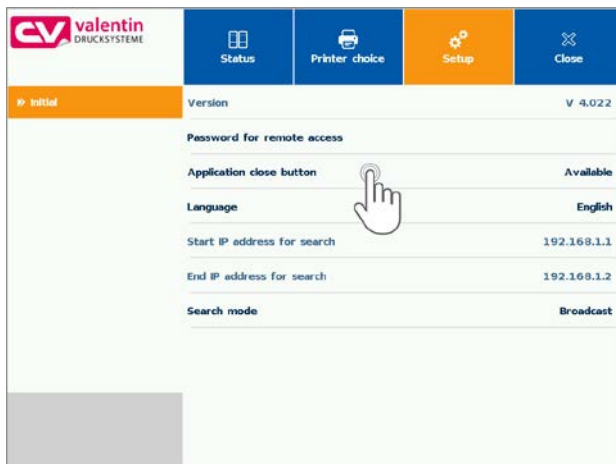 CV valentin
DRUCKSYSTEME
Status
Printer choice
Setup
Close
Initial
Version V 4.022
Password for remote access
Application close button Available
Language English
Start IP address for search 192.168.1.1
End IP address for search 192.168.1.2
Search mode Broadcast